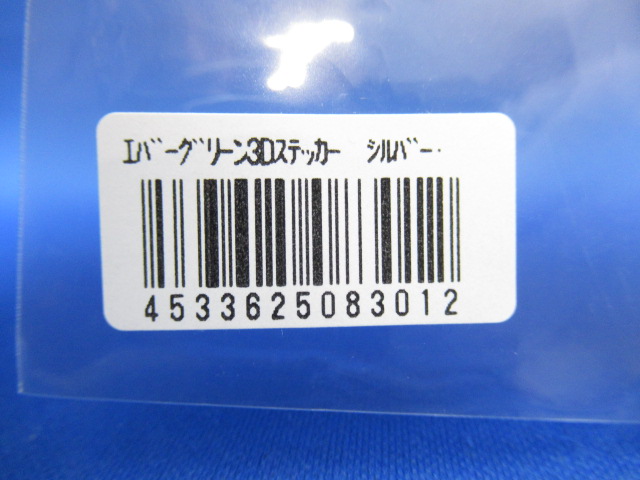 ｴﾊﾞｰｸﾞﾘｰﾝ3Dｽﾃｯｶｰ　ｼﾙﾊﾞｰ･
4533625083012